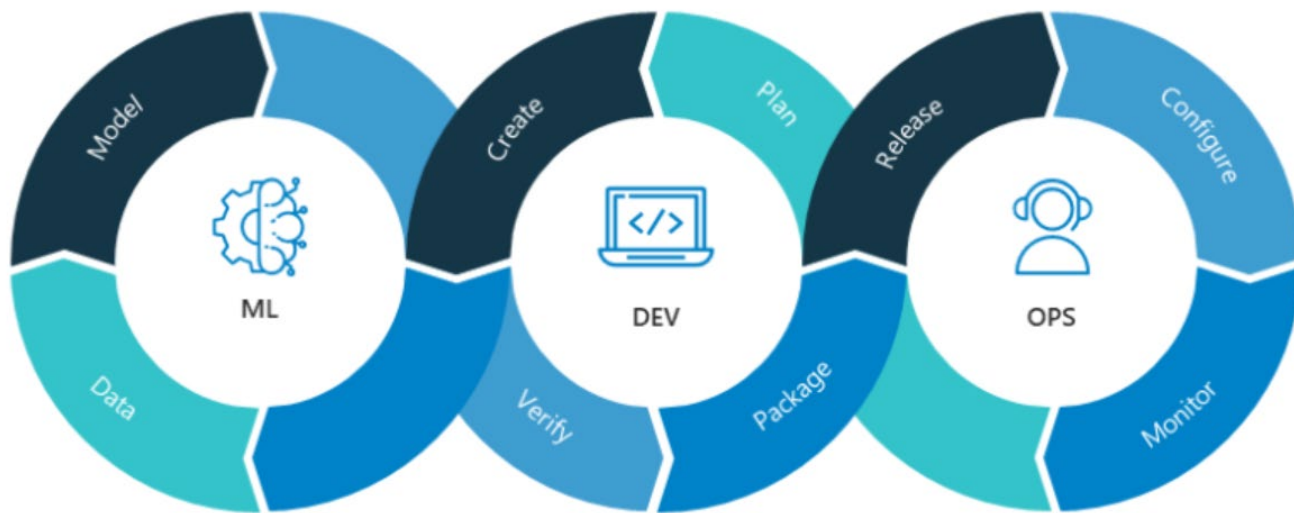 Model
Data
ML
Create
Plan
Verify
Package
DEV
Release
Configure
Monitor
OPS